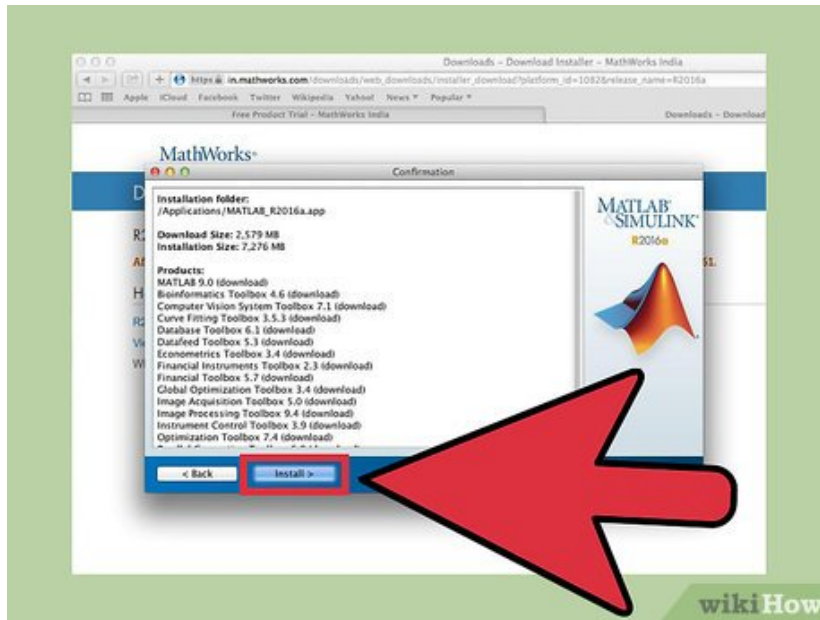 Downloads – Download Installer – MathWorks India
https in.mathworks.com/downloads/web_downloads/installer_download?platform_id=1082&release_name=R2016a
Apple iCloud Facebook Twitter Wikipedia Yahoo! News Popular
Free Product Trial – MathWorks India
Downloads – Download
MathWorks
Confirmation
Installation folder:
/Applications/MATLAB_R2016a.app
Download Size: 2,579 MB
Installation Size: 7,276 MB
Products:
MATLAB 9.0 (download)
Bioinformatics Toolbox 4.6 (download)
Computer Vision System Toolbox 7.1 (download)
Curve Fitting Toolbox 3.5.3 (download)
Database Toolbox 6.1 (download)
Datafeed Toolbox 5.3 (download)
Econometrics Toolbox 3.4 (download)
Financial Instruments Toolbox 2.3 (download)
Financial Toolbox 5.7 (download)
Global Optimization Toolbox 3.4 (download)
Image Acquisition Toolbox 5.0 (download)
Image Processing Toolbox 9.4 (download)
Instrument Control Toolbox 3.9 (download)
Optimization Toolbox 7.4 (download)
MATLAB
SIMULINK
R2016a
< Back
Install >
wikiHow